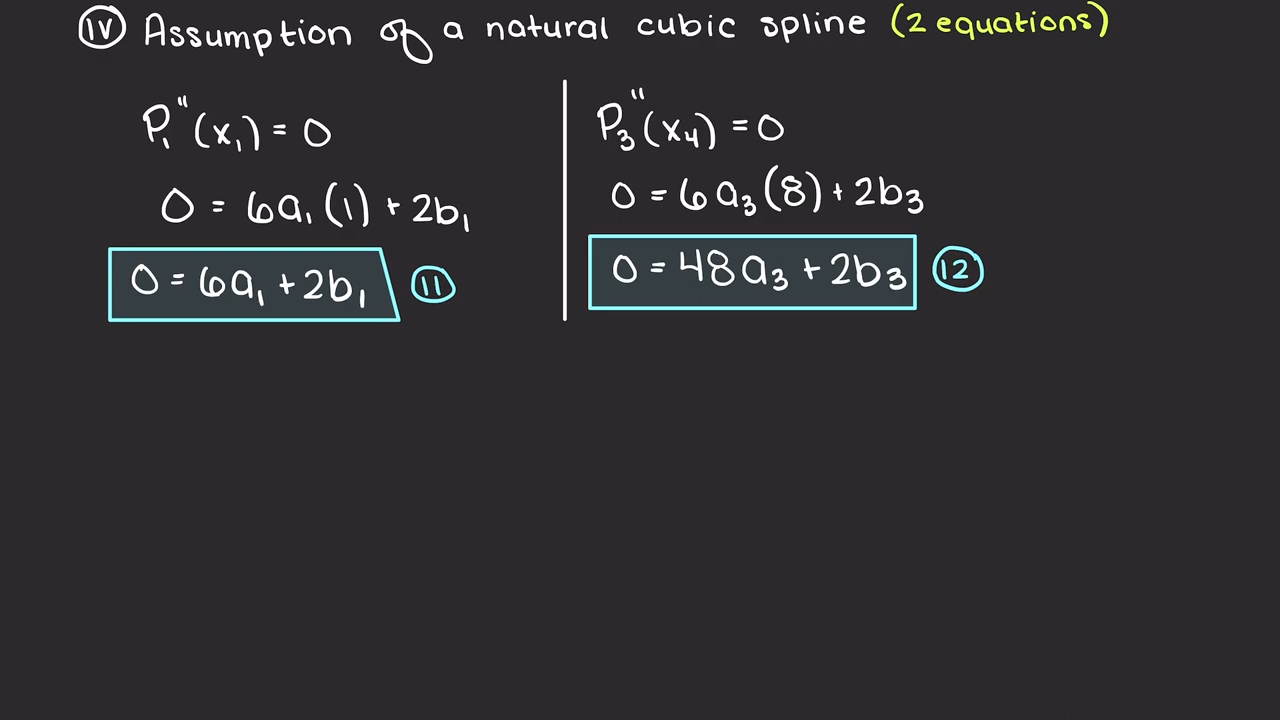 (IV) Assumption of a natural cubic spline (2 equations)
P₁''(x₁) = 0
0 = 6a₁(1) + 2b₁
0 = 6a₁ + 2b₁ (11)
P₃''(x₄) = 0
0 = 6a₃(8) + 2b₃
0 = 48a₃ + 2b₃ (12)